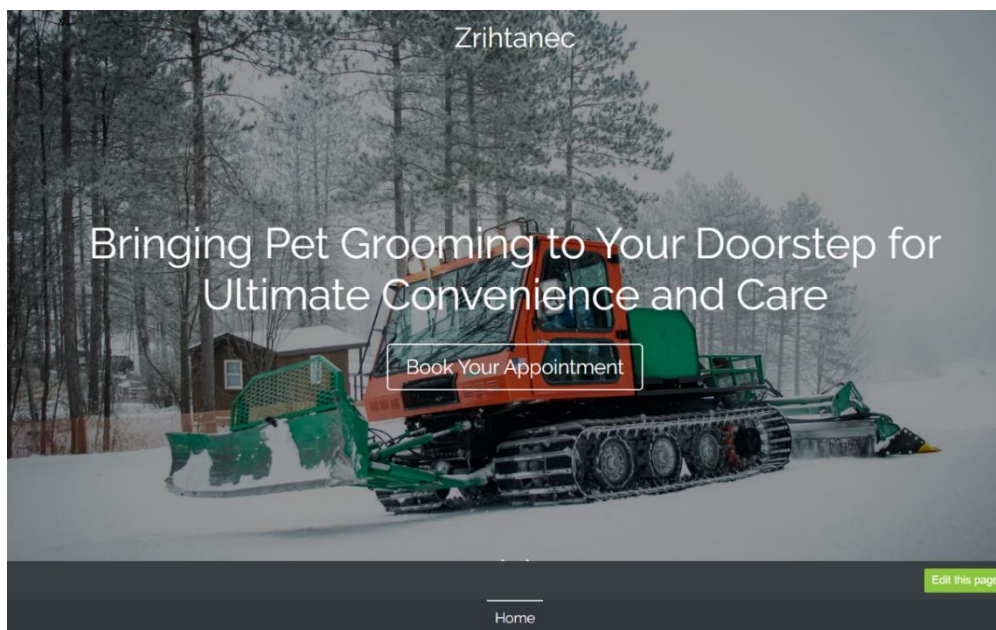 Zrihtanec
Bringing Pet Grooming to Your Doorstep for
Ultimate Convenience and Care
Book Your Appointment
Edit this page
Home